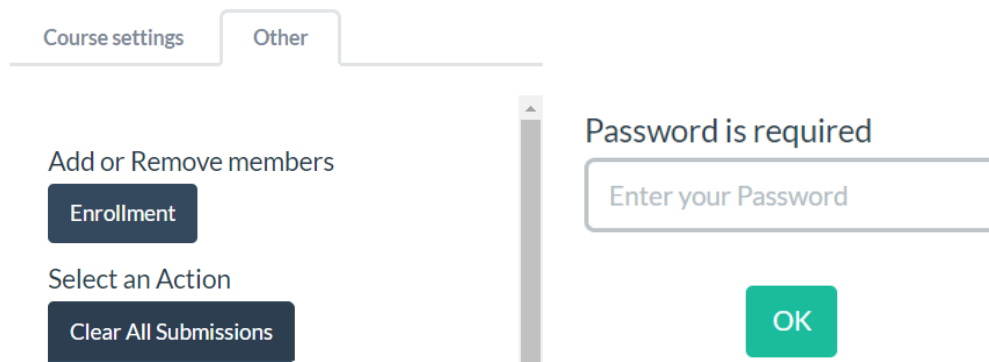 Course settings
Other
Add or Remove members
Enrollment
Select an Action
Clear All Submissions
Password is required
Enter your Password
OK